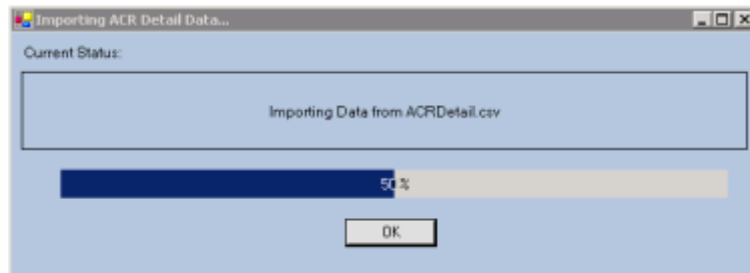 Importing ACR Detail Data...
Current Status:
Importing Data from ACRDetail.csv
50 %
OK